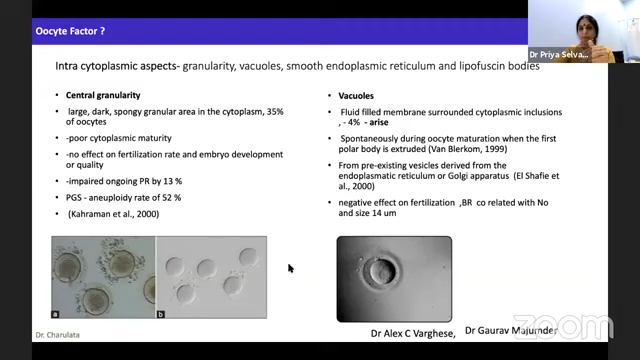 Oocyte Factor ?
Dr Priya Selva...
Intra cytoplasmic aspects- granularity, vacuoles, smooth endoplasmic reticulum and lipofuscin bodies
Central granularity
large, dark, spongy granular area in the cytoplasm, 35%
of oocytes
-poor cytoplasmic maturity
-no effect on fertilization rate and embryo development
or quality
-impaired ongoing PR by 13 %
PGS - aneuploidy rate of 52 %
(Kahraman et al., 2000)
Vacuoles
Fluid filled membrane surrounded cytoplasmic inclusions
, - 4% - arise
Spontaneously during oocyte maturation when the first
polar body is extruded (Van Blerkom, 1999)
From pre-existing vesicles derived from the
endoplasmatic reticulum or Golgi apparatus (El Shafie et
al., 2000)
negative effect on fertilization ,BR co related with No
and size 14 um
a
b
Dr. Charulata
Dr Alex C Varghese,
Dr Gaurav Majumder
zoom